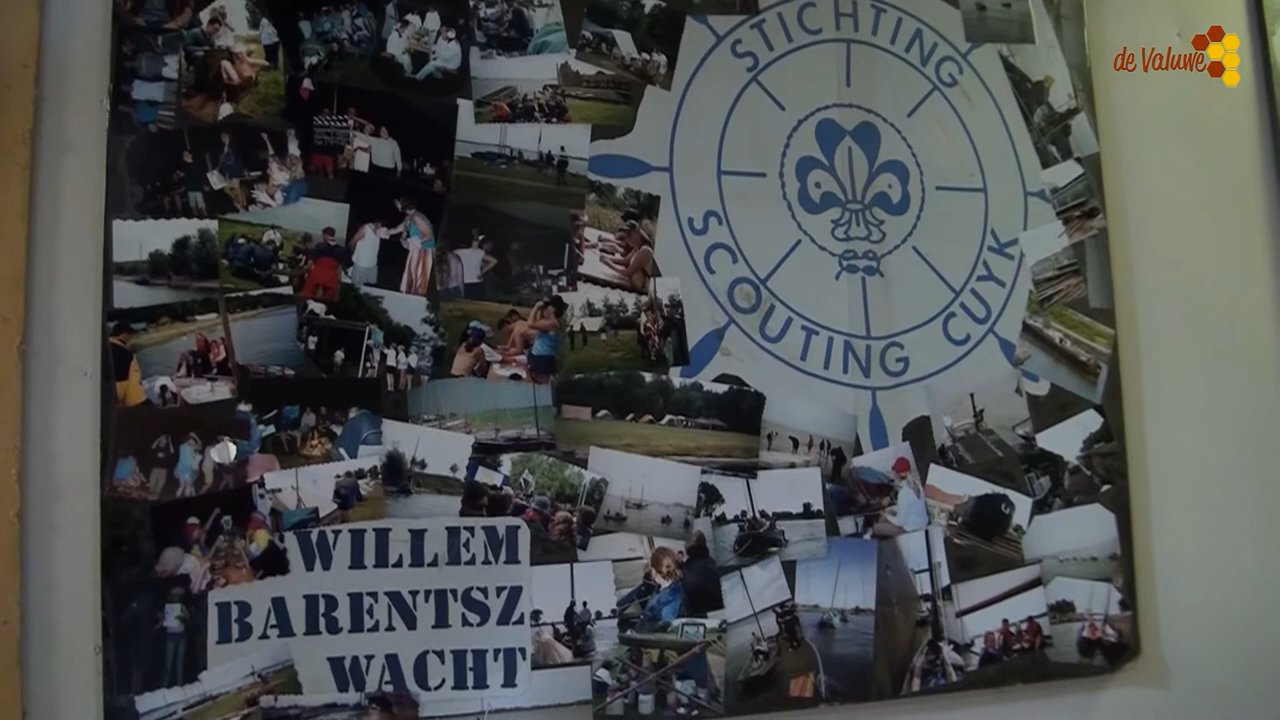 de Valuwe
STICHTING
SCOUTING CUYK
WILLEM
BARENTSZ
WACHT